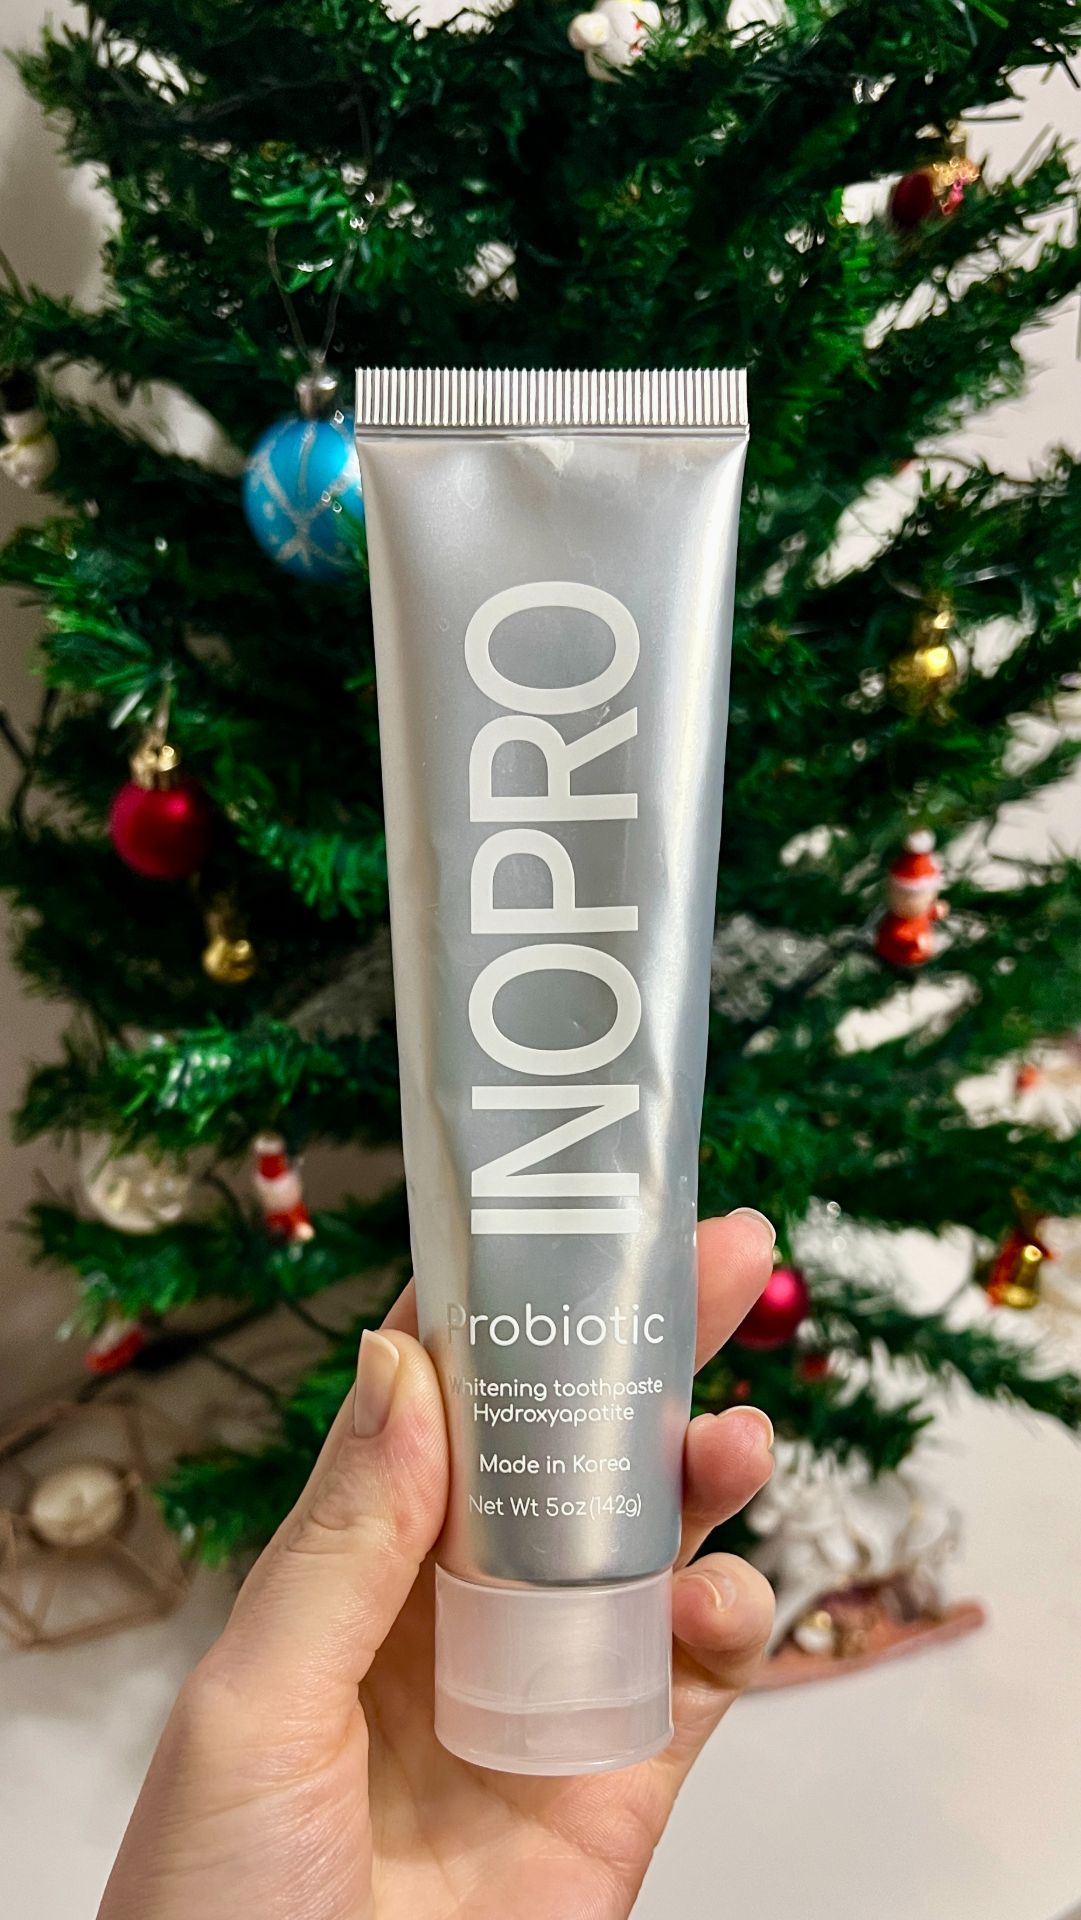 INOPRO
Probiotic
Whitening toothpaste
Hydroxyapatite
Made in Korea
Net Wt 5oz(142g)